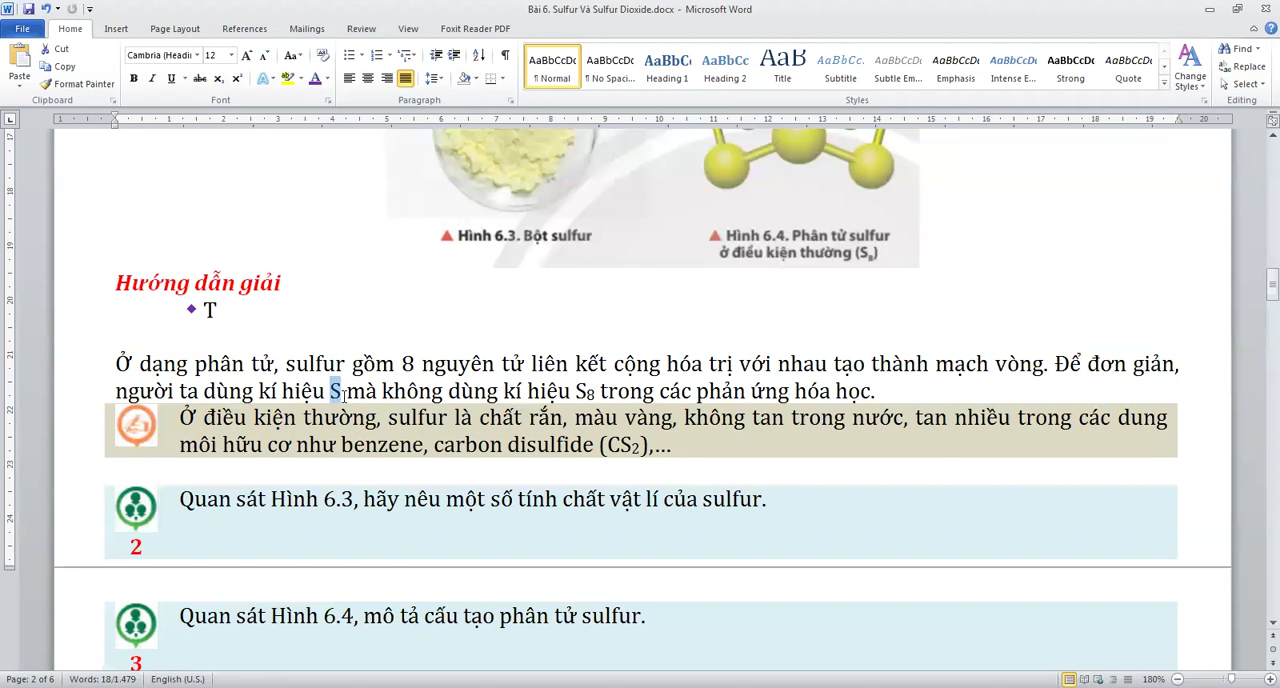 Bài 6. Sulfur Và Sulfur Dioxide.docx - Microsoft Word
File Home Insert Page Layout References Mailings Review View Foxit Reader PDF
Paste Cut Copy Format Painter Clipboard
Cambria (Headi 12 Font
Paragraph
AaBbCcDc AaBbCcDc AaBbC AaBbCc AaB AaBbCc. AaBbCcDc AaBbCcDc AaBbCcDc AaBbCcDc AaBbCcDc
¶ Normal ¶ No Spaci... Heading 1 Heading 2 Title Subtitle Subtle Em... Emphasis Intense E... Strong Quote
Styles
Change Styles
Find Replace Select Editing
▲ Hình 6.3. Bột sulfur
▲ Hình 6.4. Phân tử sulfur
ở điều kiện thường (S8)
Hướng dẫn giải
◆ T
Ở dạng phân tử, sulfur gồm 8 nguyên tử liên kết cộng hóa trị với nhau tạo thành mạch vòng. Để đơn giản,
người ta dùng kí hiệu S mà không dùng kí hiệu S8 trong các phản ứng hóa học.
Ở điều kiện thường, sulfur là chất rắn, màu vàng, không tan trong nước, tan nhiều trong các dung
môi hữu cơ như benzene, carbon disulfide (CS2),...
Quan sát Hình 6.3, hãy nêu một số tính chất vật lí của sulfur.
2
Quan sát Hình 6.4, mô tả cấu tạo phân tử sulfur.
3
Page: 2 of 6 Words: 18/1.479 English (U.S.) 180%